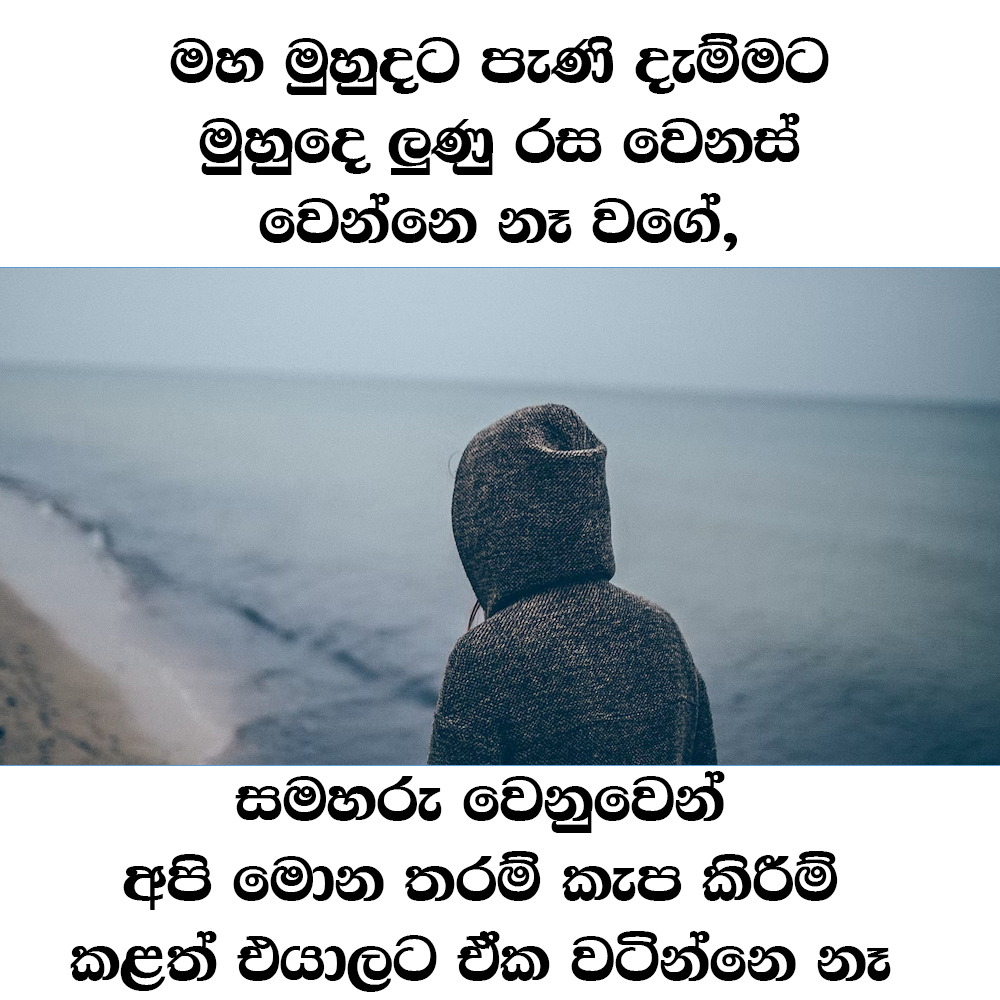 මහ මුහුදට පැණි දැම්මට
මුහුදෙ ලුණු රස වෙනස්
වෙන්නෙ නෑ වගේ,
සමහරු වෙනුවෙන්
අපි මොන තරම් කැප කිරීම්
කළත් එයාලට ඒක වටින්නෙ නෑ